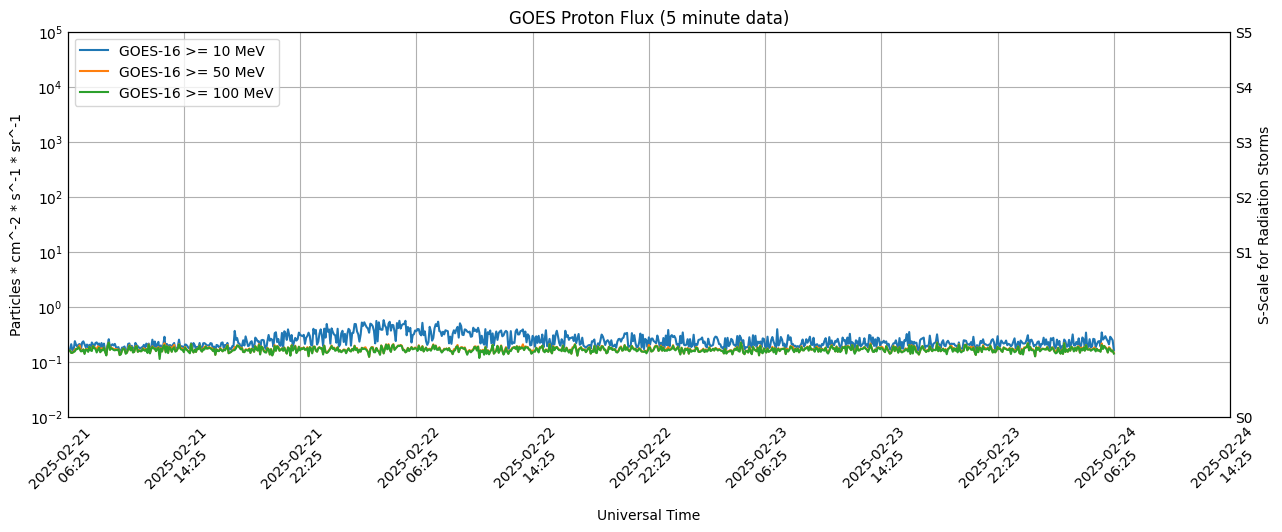 GOES Proton Flux (5 minute data)
GOES-16 >= 10 MeV
GOES-16 >= 50 MeV
GOES-16 >= 100 MeV
Particles * cm^-2 * s^-1 * sr^-1
10^5
10^4
10^3
10^2
10^1
10^0
10^-1
10^-2
S5
S4
S3
S2
S1
S0
S-Scale for Radiation Storms
2025-02-21
06:25
2025-02-21
14:25
2025-02-21
22:25
2025-02-22
06:25
2025-02-22
14:25
2025-02-22
22:25
2025-02-23
06:25
2025-02-23
14:25
2025-02-23
22:25
2025-02-24
06:25
2025-02-24
14:25
Universal Time